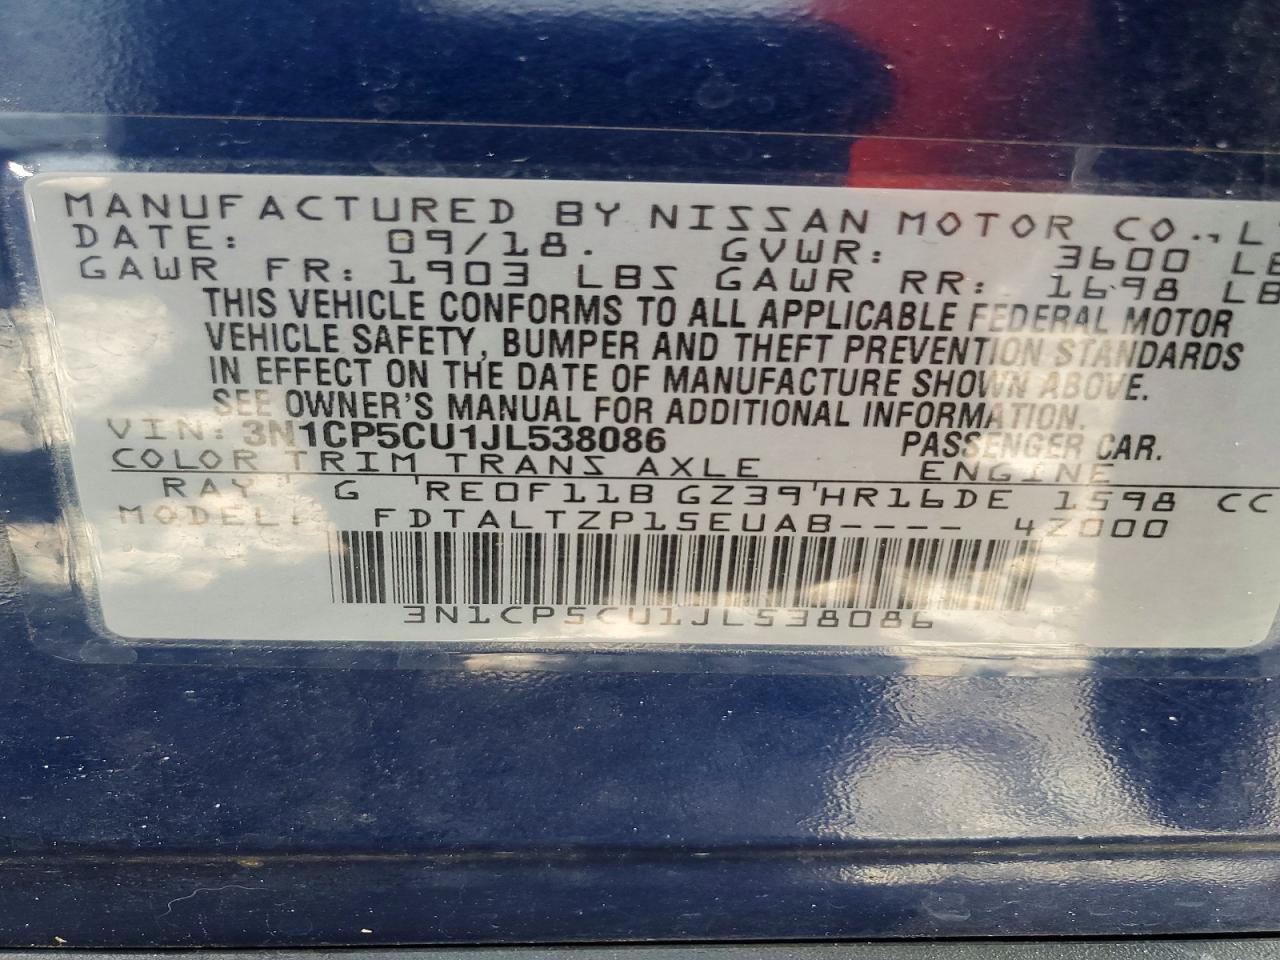 MANUFACTURED BY NISSAN MOTOR CO.,
DATE: 09/18. GVWR: 3600
GAWR FR: 1903 LBS GAWR RR: 1698
THIS VEHICLE CONFORMS TO ALL APPLICABLE FEDERAL MOTOR
VEHICLE SAFETY, BUMPER AND THEFT PREVENTION STANDARDS
IN EFFECT ON THE DATE OF MANUFACTURE SHOWN ABOVE.
SEE OWNER'S MANUAL FOR ADDITIONAL INFORMATION.
VIN: 3N1CP5CU1JL538086 PASSENGER CAR.
COLOR TRIM TRANS AXLE ENGINE
RAY G RE0F11B GZ39 HR16DE 1598 CC
MODEL: FDTALTZP15EUAB---- 4Z000
3N1CP5CU1JL538086